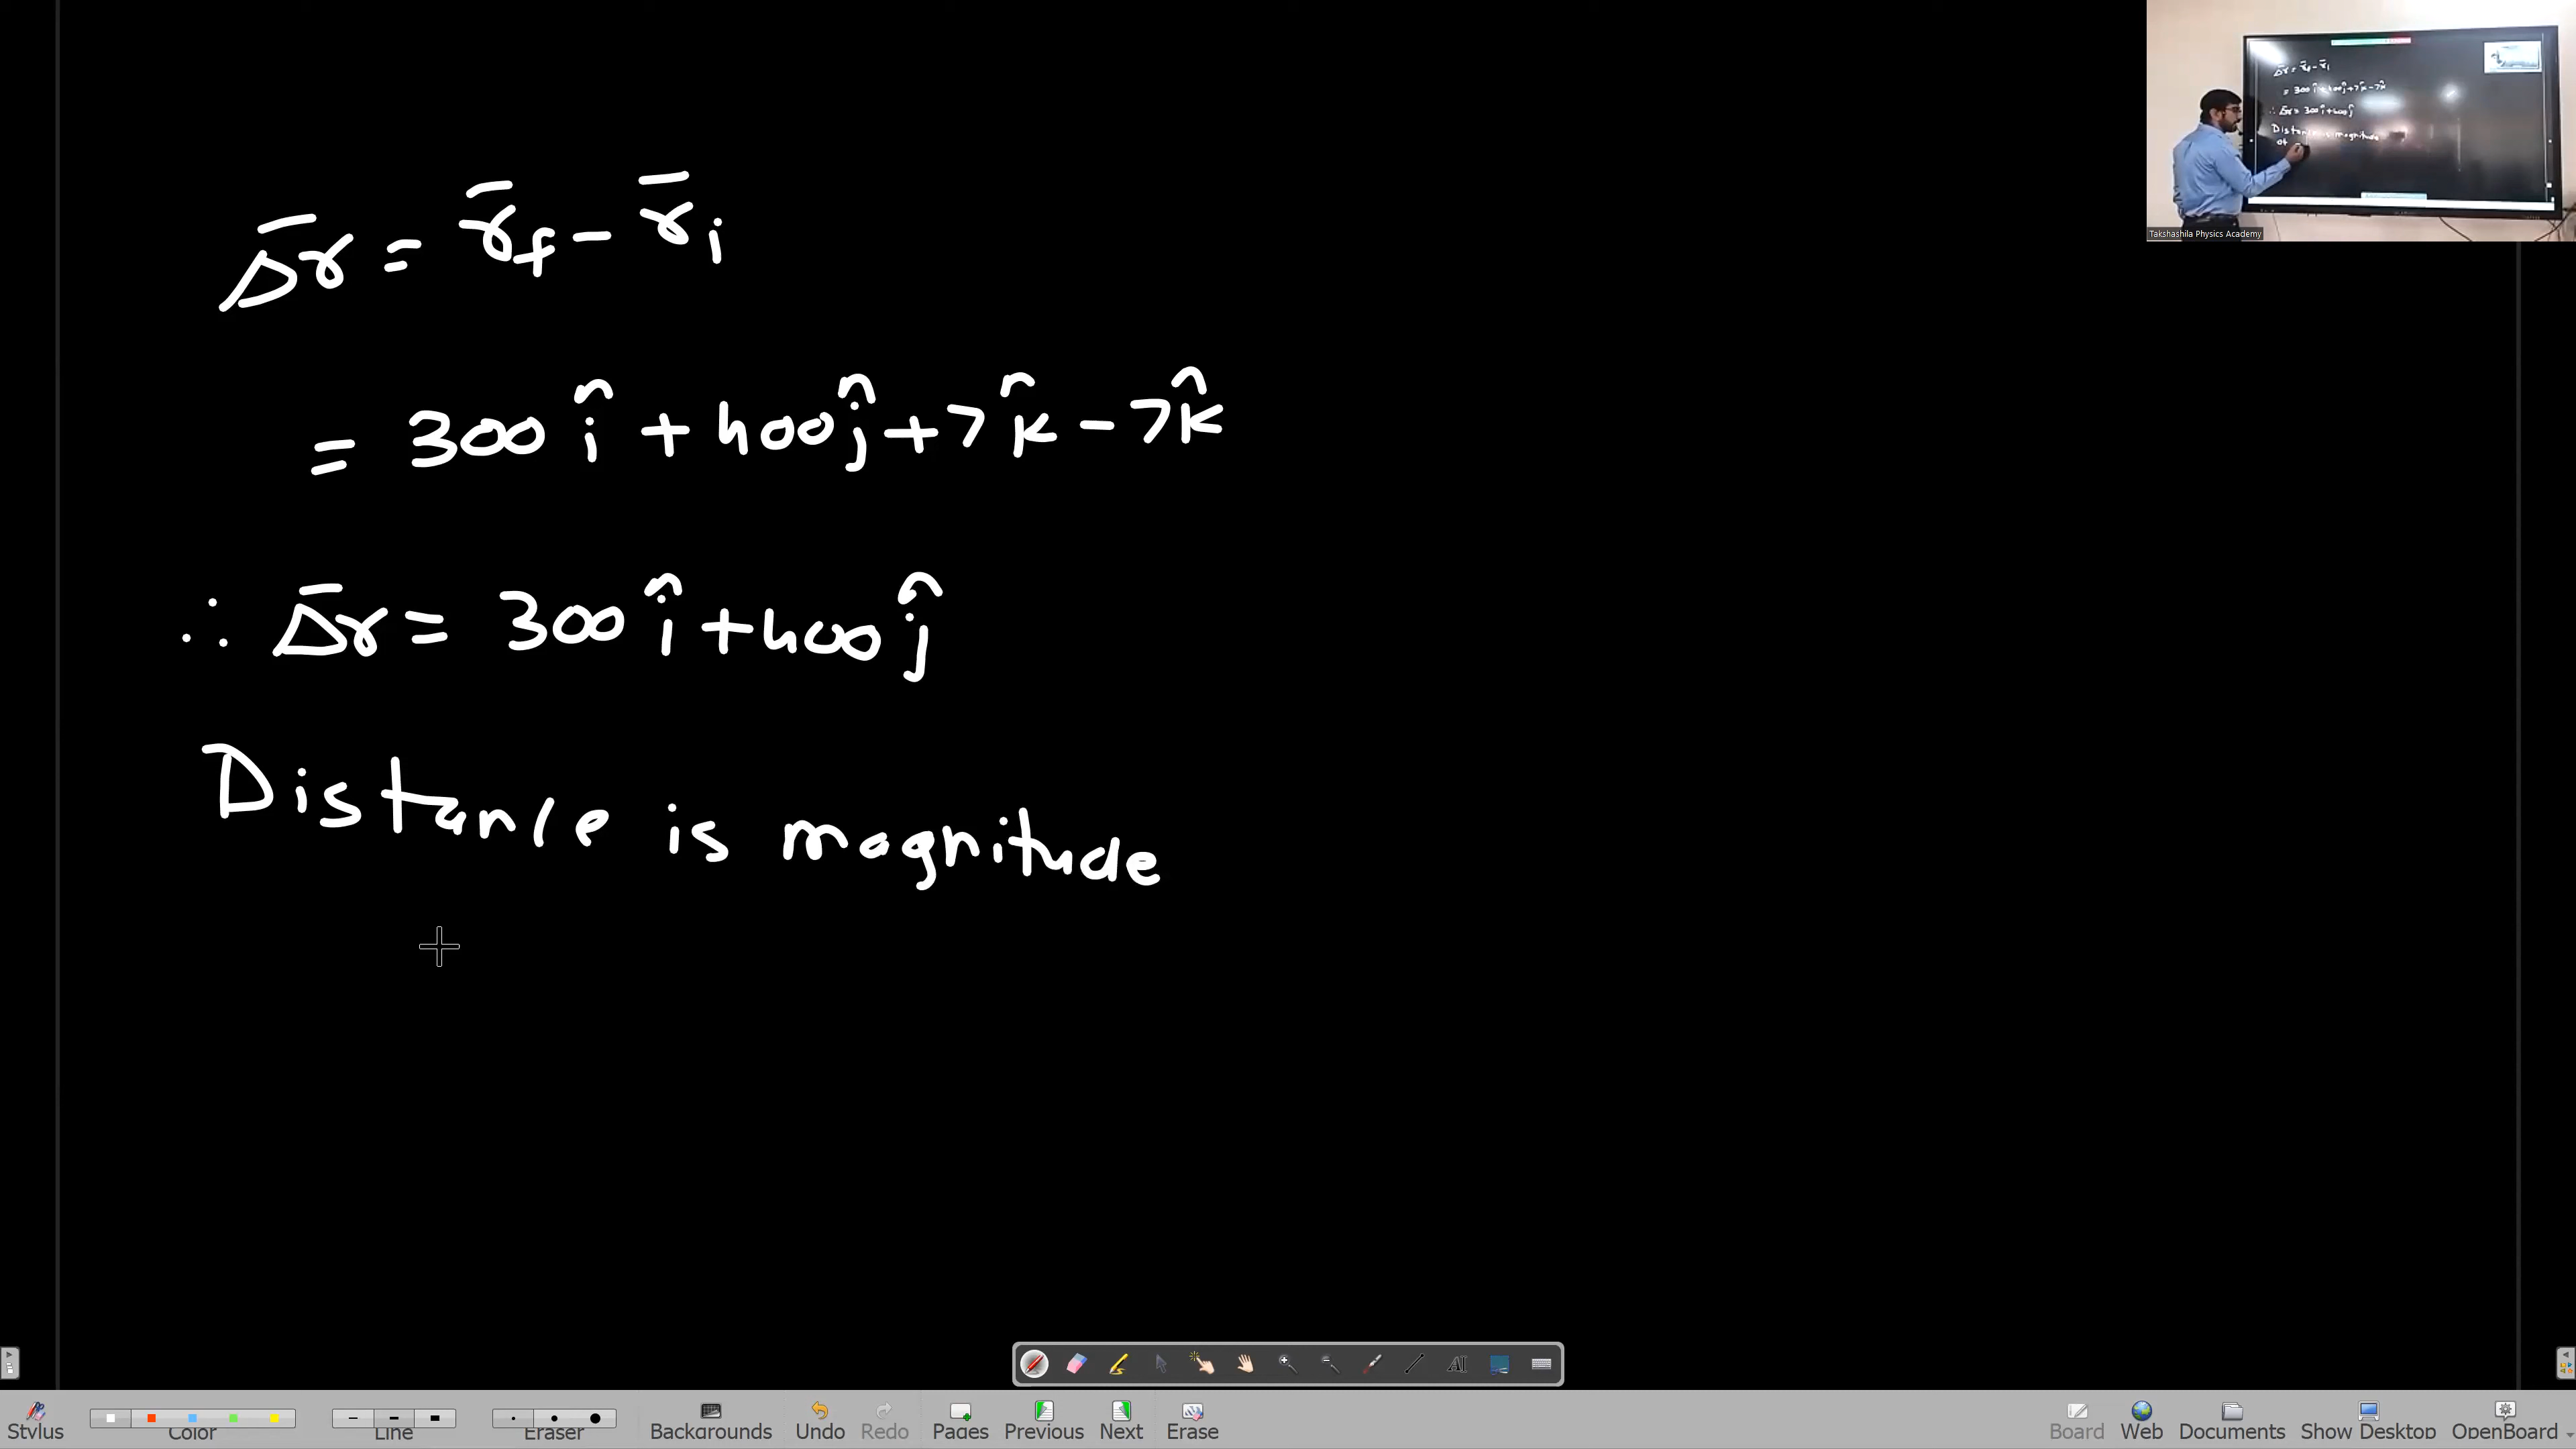 Takshashila Physics Academy
Δr̄ = r̄f − r̄i
= 300 î + 400 ĵ + 7 k̂ − 7 k̂
∴ Δr̄ = 300 î + 400 ĵ
Distance is magnitude
Stylus Color Line Eraser Backgrounds Undo Redo Pages Previous Next Erase Board Web Documents Show Desktop OpenBoard